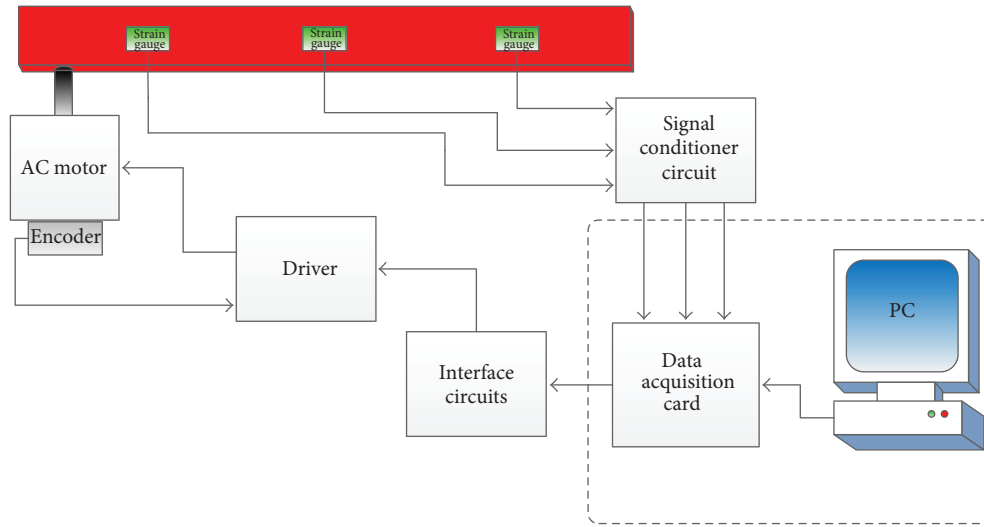 Strain
gauge
Strain
gauge
Strain
gauge
Signal
conditioner
circuit
AC motor
Encoder
Driver
Interface
circuits
Data
acquisition
card
PC